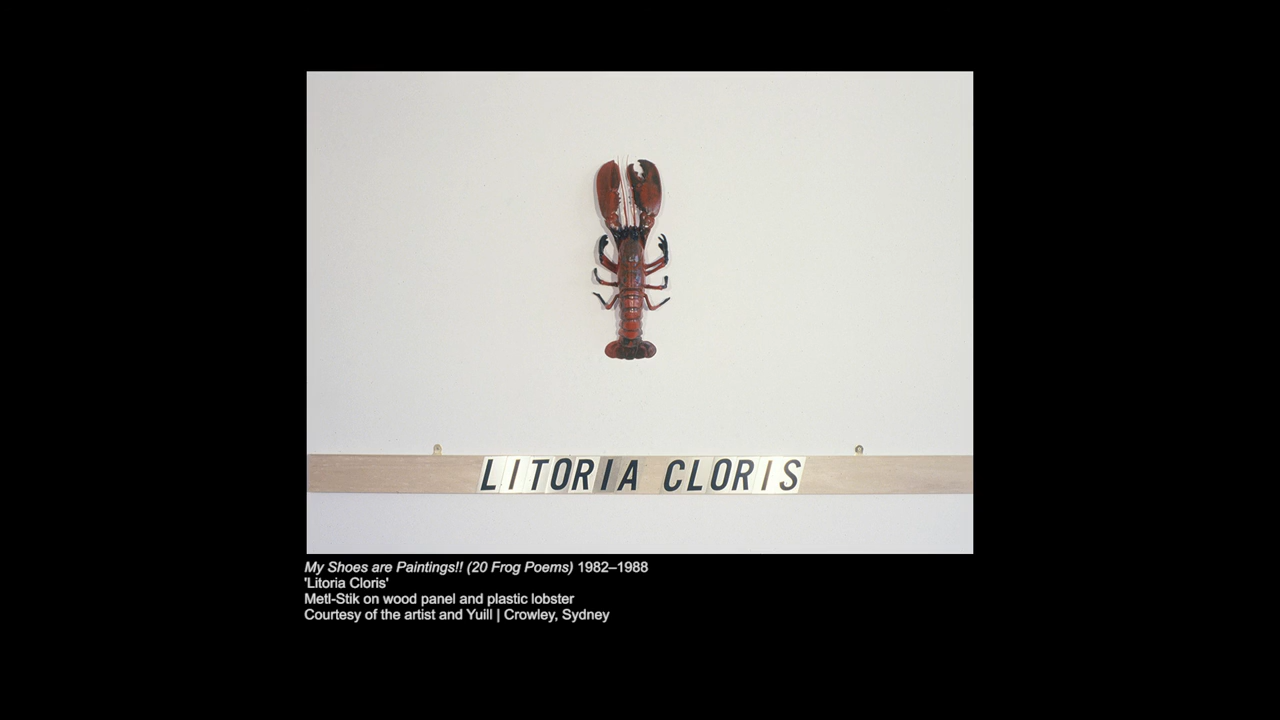 LITORIA CLORIS
My Shoes are Paintings!! (20 Frog Poems) 1982–1988
'Litoria Cloris'
Metl-Stik on wood panel and plastic lobster
Courtesy of the artist and Yuill | Crowley, Sydney